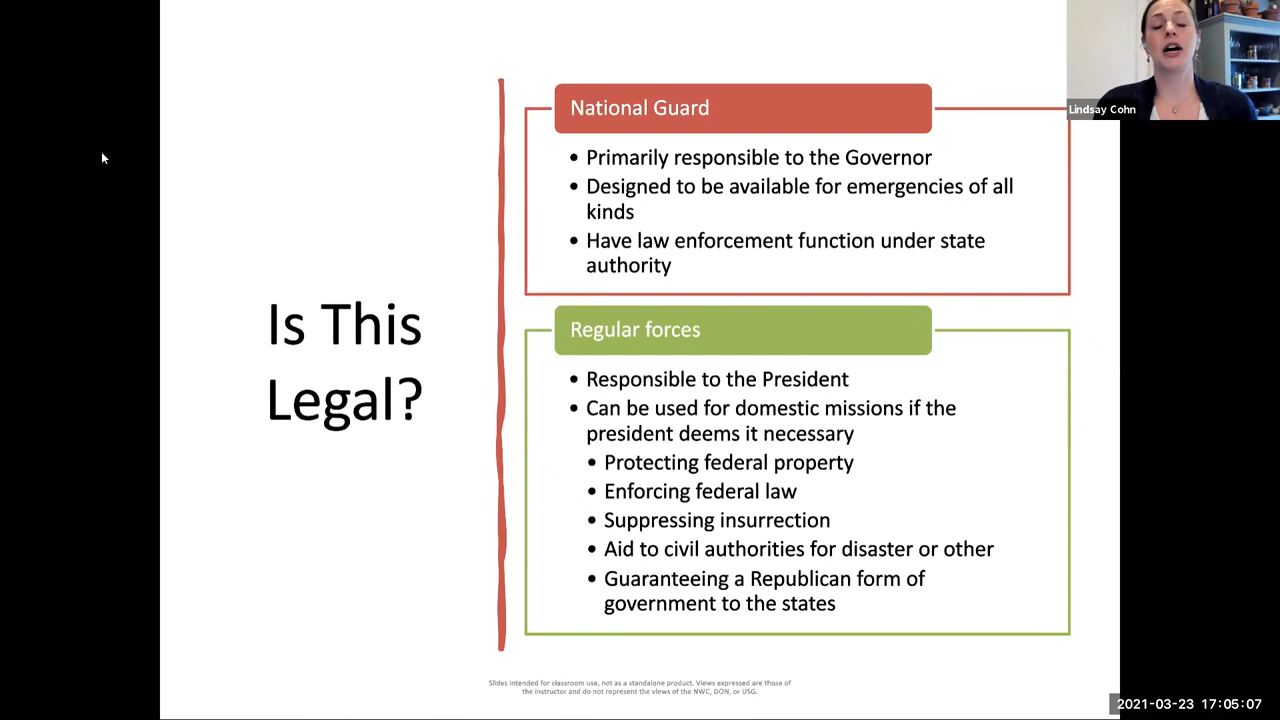 Lindsay Cohn
Is This
Legal?
National Guard
• Primarily responsible to the Governor
• Designed to be available for emergencies of all
kinds
• Have law enforcement function under state
authority
Regular forces
• Responsible to the President
• Can be used for domestic missions if the
president deems it necessary
• Protecting federal property
• Enforcing federal law
• Suppressing insurrection
• Aid to civil authorities for disaster or other
• Guaranteeing a Republican form of
government to the states
Slides intended for classroom use, not as a standalone product. Views expressed are those of
the instructor and do not represent the views of the NWC, DON, or USG.
2021-03-23 17:05:07